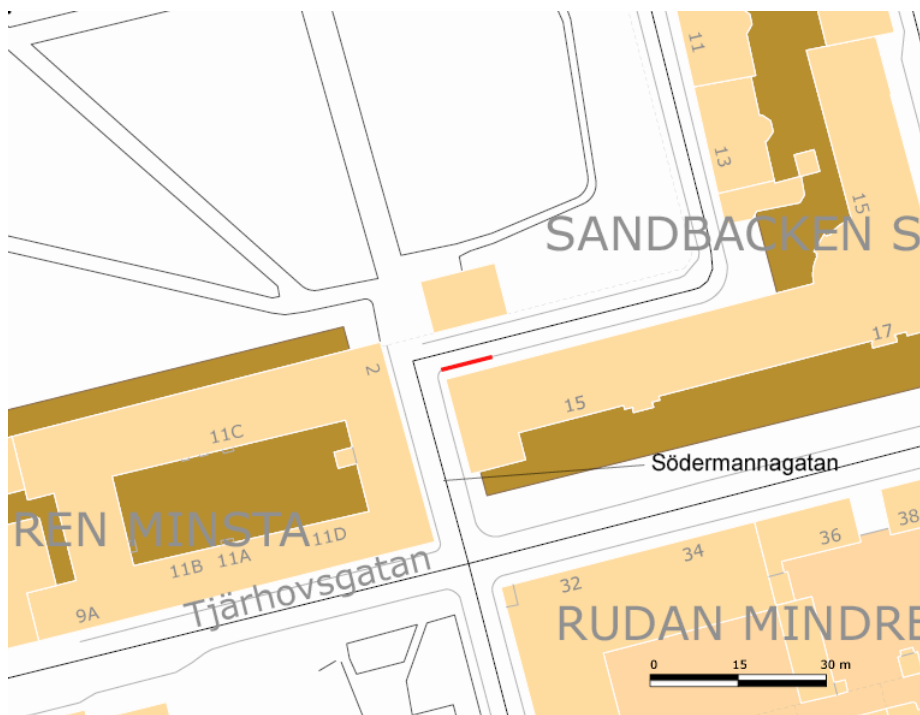 11
13
15
SANDBACKEN S
17
2
15
11C
Södermannagatan
REN MINSTA
11D
11A
11B
Tjärhovsgatan
9A
38
36
34
32
RUDAN MINDRE
0 15 30 m